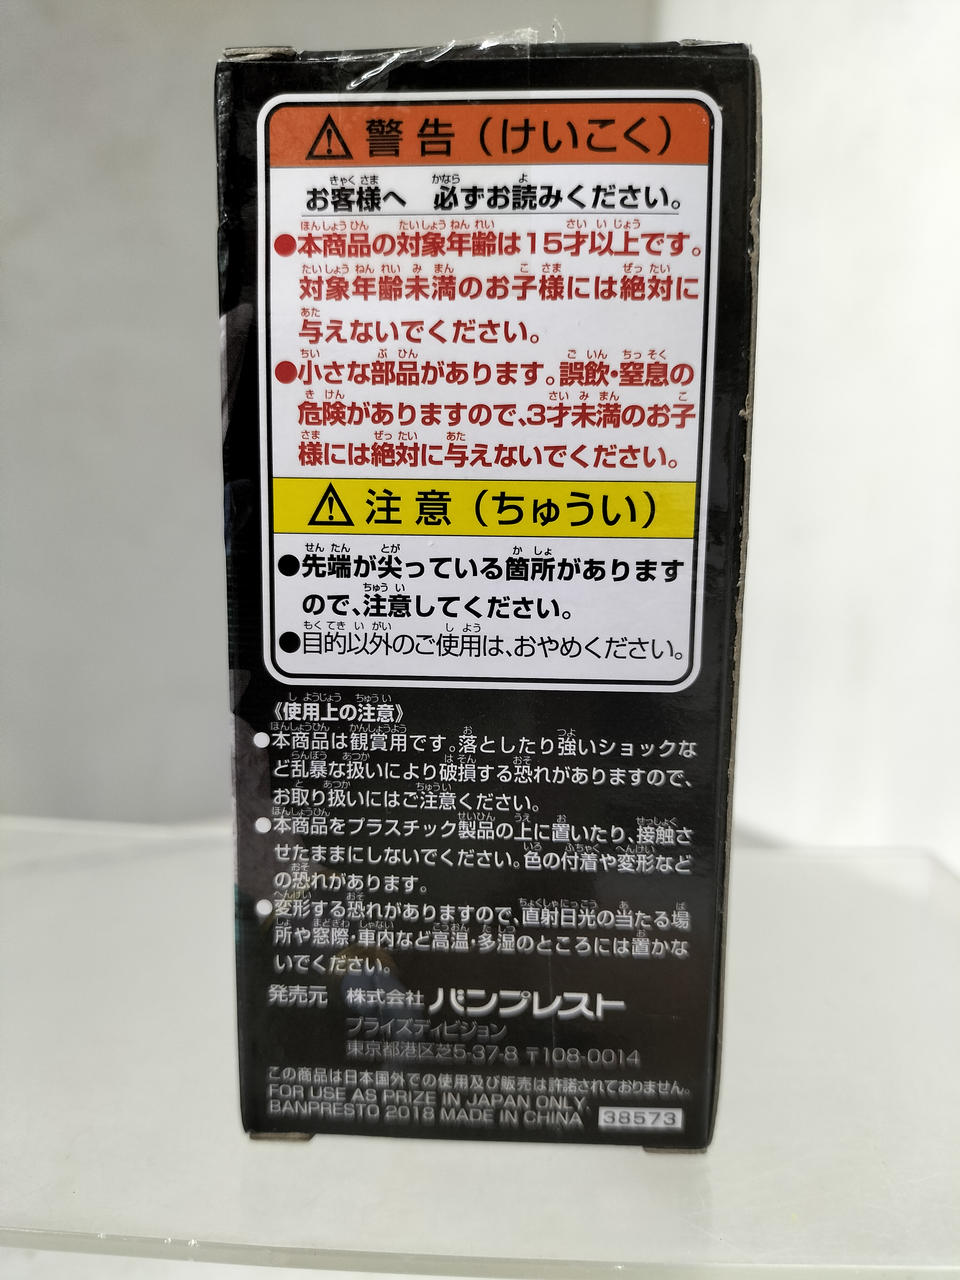 ⚠ 警告（けいこく）
お客様へ 必ずお読みください。
●本商品の対象年齢は15才以上です。
対象年齢未満のお子様には絶対に
与えないでください。
●小さな部品があります。誤飲・窒息の
危険がありますので、3才未満のお子
様には絶対に与えないでください。
⚠ 注意（ちゅうい）
●先端が尖っている箇所があります
ので、注意してください。
●目的以外のご使用は、おやめください。
《使用上の注意》
●本商品は観賞用です。落としたり強いショックな
ど乱暴な扱いにより破損する恐れがありますので、
お取り扱いにはご注意ください。
●本商品をプラスチック製品の上に置いたり、接触さ
せたままにしないでください。色の付着や変形など
の恐れがあります。
●変形する恐れがありますので、直射日光の当たる場
所や窓際・車内など高温・多湿のところには置かな
いでください。
発売元 株式会社 バンプレスト
プライズディビジョン
東京都港区芝5-37-8 〒108-0014
この商品は日本国外での使用及び販売は許諾されておりません。
FOR USE AS PRIZE IN JAPAN ONLY.
BANPRESTO 2018 MADE IN CHINA 38573